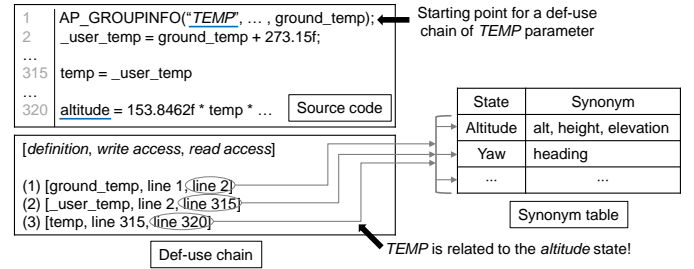 1 AP_GROUPINFO("TEMP", … , ground_temp);
2 _user_temp = ground_temp + 273.15f;
…
315 temp = _user_temp
…
320 altitude = 153.8462f * temp * …
Source code
Starting point for a def-use
chain of TEMP parameter
[definition, write access, read access]
(1) [ground_temp, line 1, line 2]
(2) [_user_temp, line 2, line 315]
(3) [temp, line 315, line 320]
Def-use chain
State Synonym
Altitude alt, height, elevation
Yaw heading
... ...
Synonym table
TEMP is related to the altitude state!